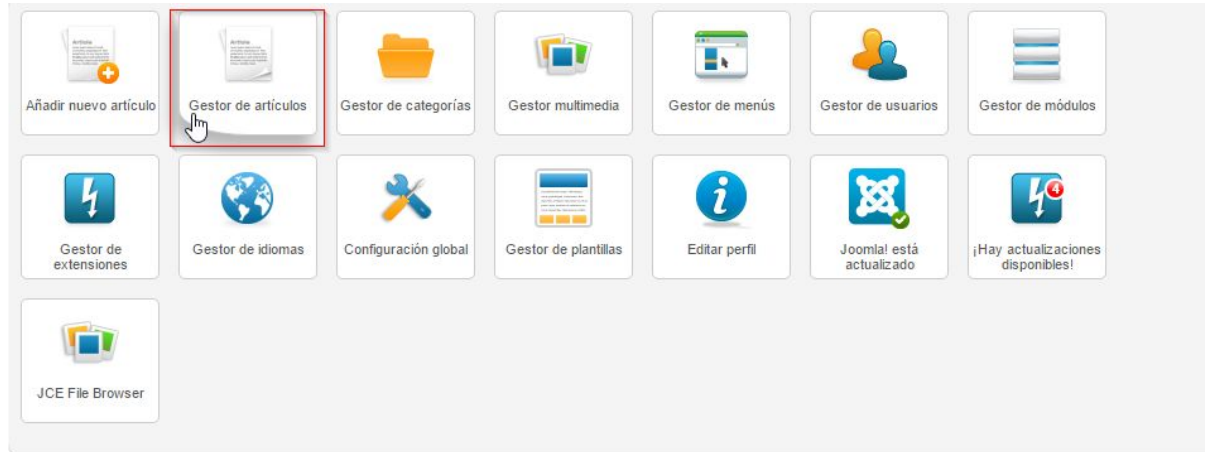 Añadir nuevo artículo
Gestor de artículos
Gestor de categorías
Gestor multimedia
Gestor de menús
Gestor de usuarios
Gestor de módulos
Gestor de
extensiones
Gestor de idiomas
Configuración global
Gestor de plantillas
Editar perfil
Joomla! está
actualizado
4
¡Hay actualizaciones
disponibles!
JCE File Browser